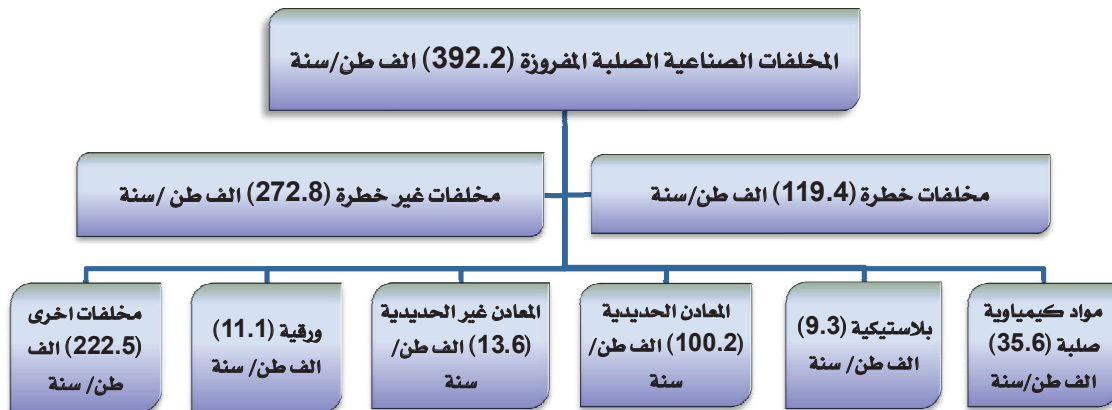 المخلفات الصناعية الصلبة المفروزة (392.2) الف طن/سنة
مخلفات خطرة (119.4) الف طن/سنة
مخلفات غير خطرة (272.8) الف طن /سنة
مواد كيمياوية
صلبة (35.6)
الف طن/سنة
بلاستيكية (9.3)
الف طن/ سنة
المعادن الحديدية
(100.2) الف طن/
سنة
المعادن غير الحديدية
(13.6) الف طن/
سنة
ورقية (11.1)
الف طن/ سنة
مخلفات اخرى
(222.5) الف
طن/ سنة